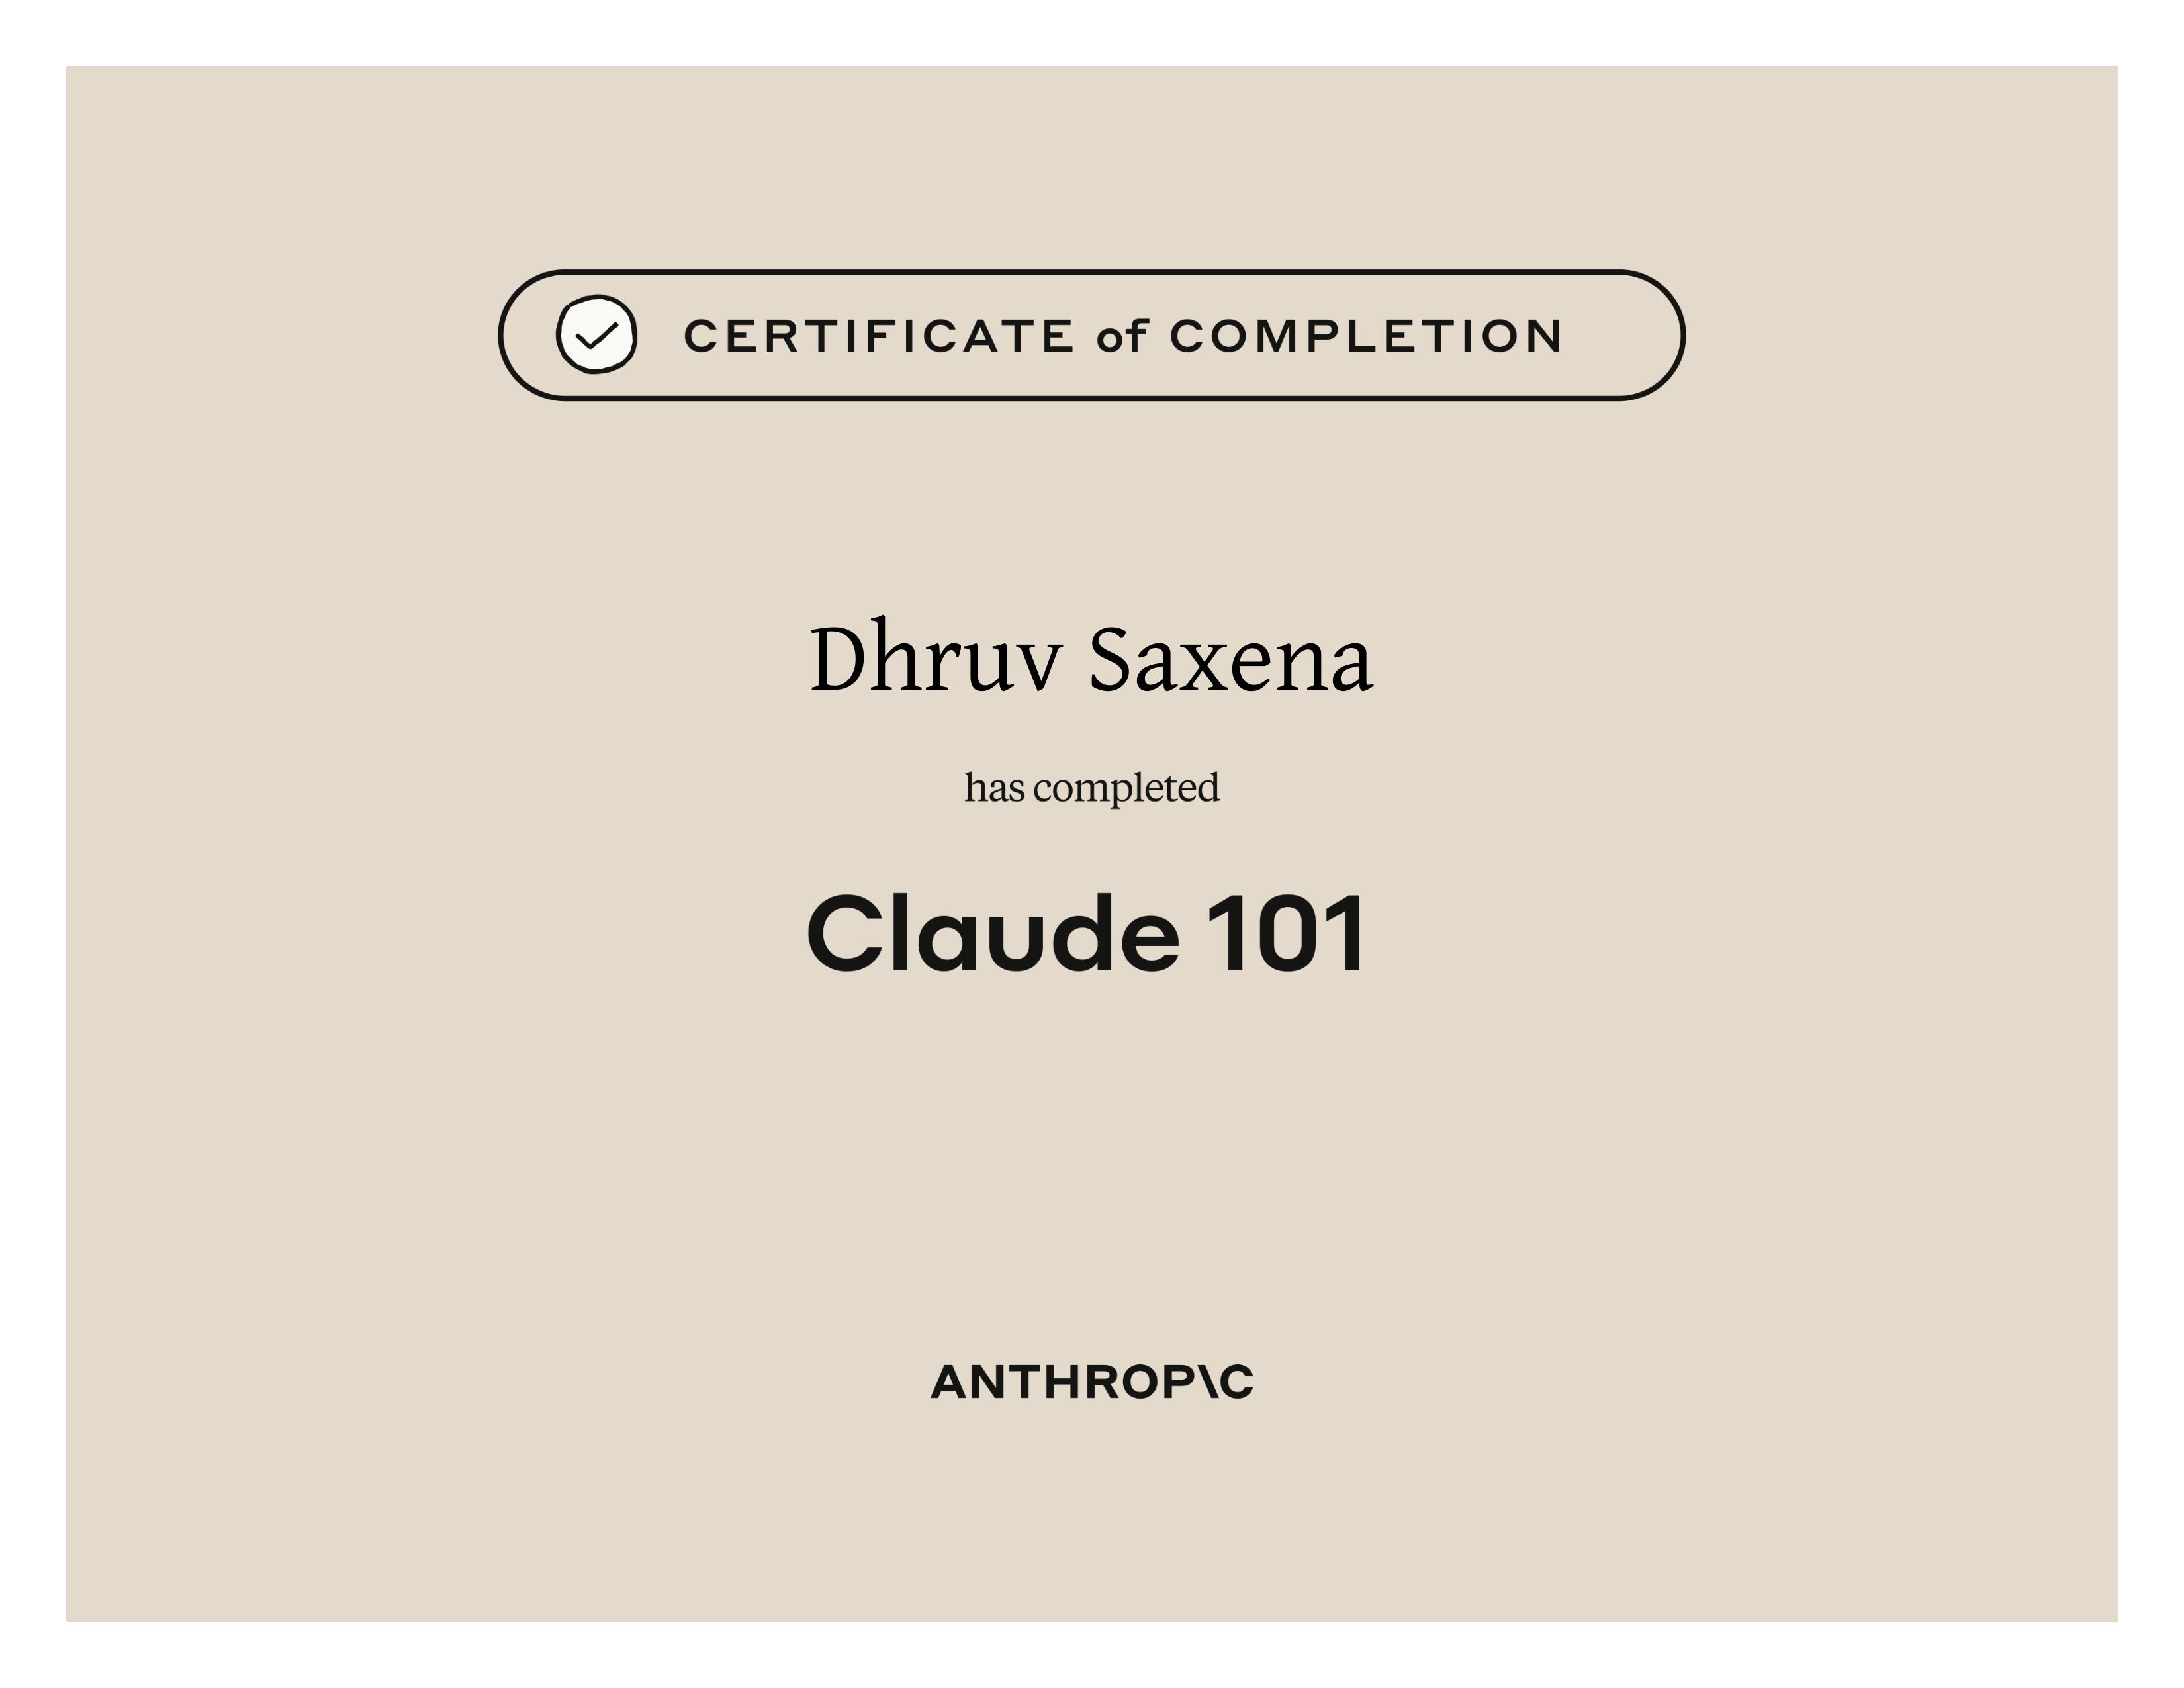 CERTIFICATE of COMPLETION
Dhruv Saxena
has completed
Claude 101
ANTHROP\C